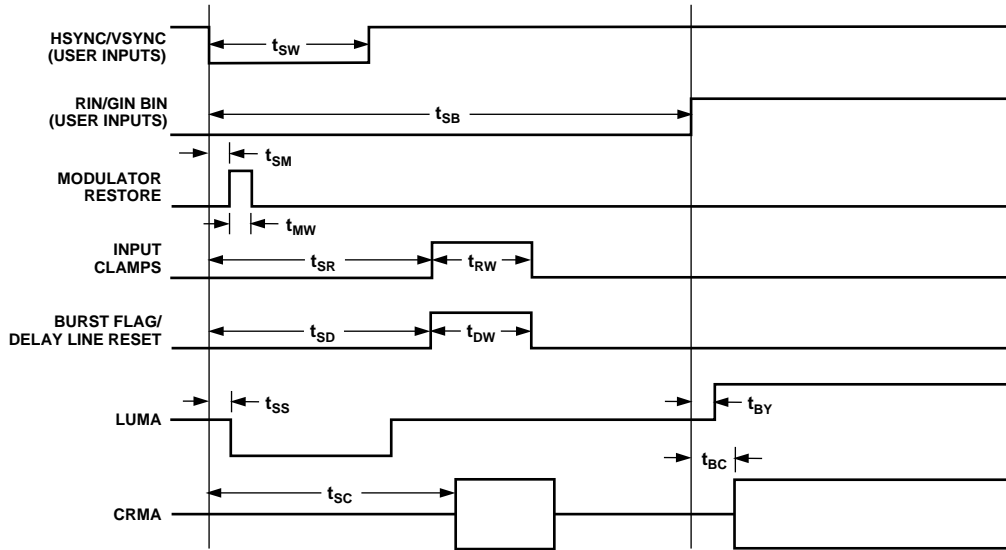 HSYNC/VSYNC
(USER INPUTS)
tSW
RIN/GIN BIN
(USER INPUTS)
tSB
tSM
MODULATOR
RESTORE
tMW
INPUT
CLAMPS
tSR
tRW
BURST FLAG/
DELAY LINE RESET
tSD
tDW
tSS
LUMA
tBY
tBC
tSC
CRMA